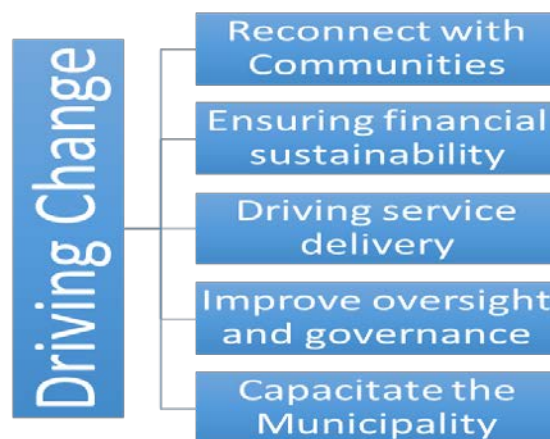 Driving Change
Reconnect with
Communities
Ensuring financial
sustainability
Driving service
delivery
Improve oversight
and governance
Capacitate the
Municipality